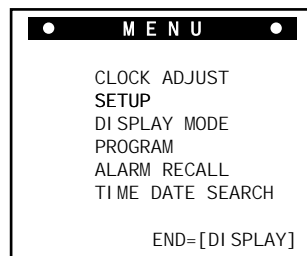 MENU
CLOCK ADJUST
SETUP
DISPLAY MODE
PROGRAM
ALARM RECALL
TIME DATE SEARCH
END=[DISPLAY]